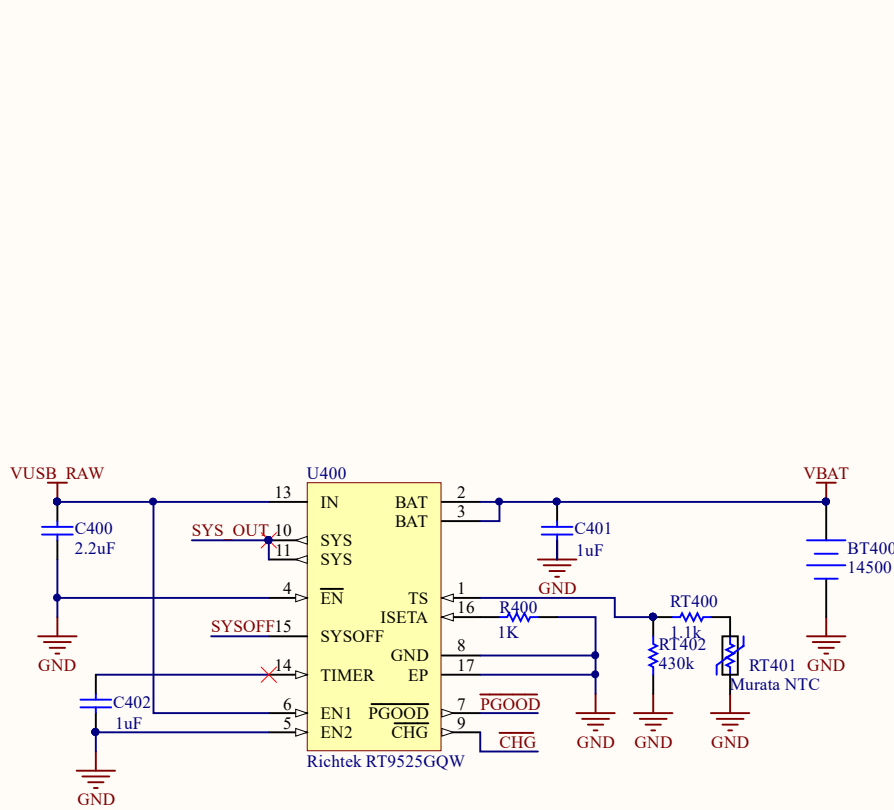 VUSB_RAW
U400
VBAT
13
IN
BAT
2
BAT
3
C400
2.2uF
SYS_OUT
10
SYS
11
SYS
C401
1uF
GND
BT400
14500
4
EN
TS
1
ISETA
16
R400
1K
RT400
1.1k
SYSOFF
15
SYSOFF
GND
8
RT402
430k
GND
14
TIMER
EP
17
RT401
Murata NTC
GND
C402
1uF
6
EN1
PGOOD
7
PGOOD
5
EN2
CHG
9
CHG
GND
GND
GND
Richtek RT9525GQW
GND